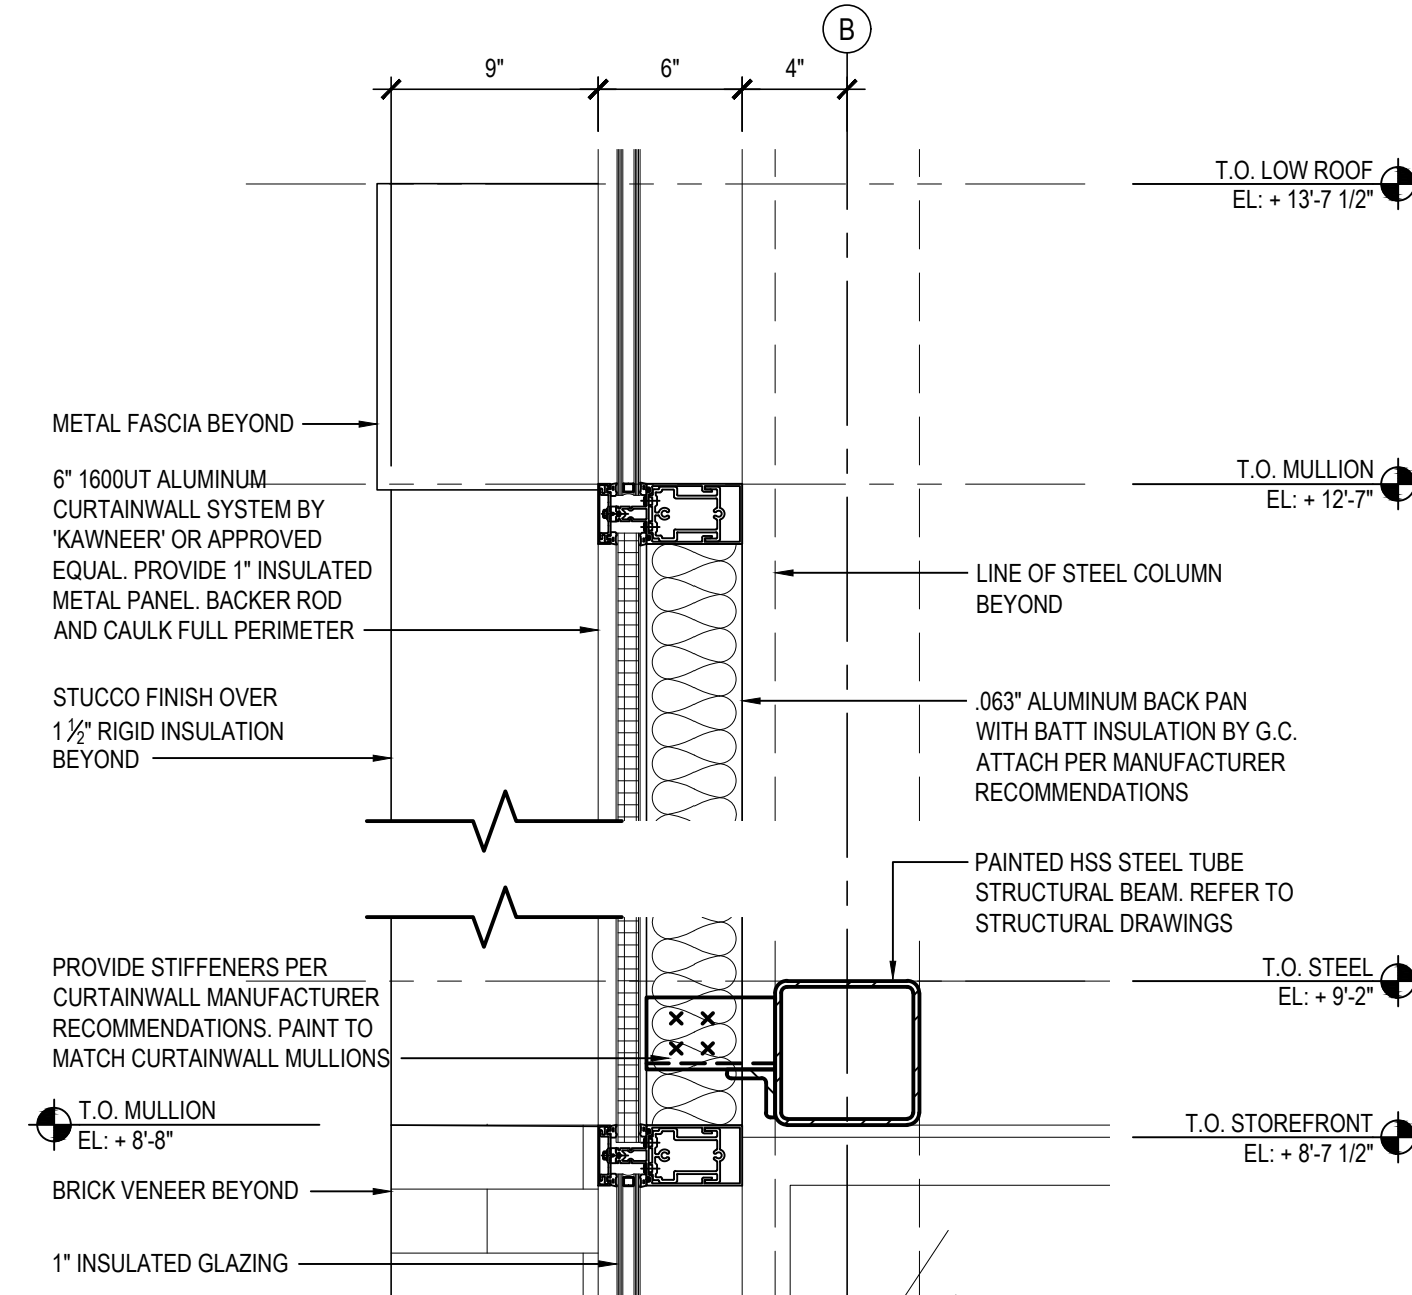 B
9" 6" 4"
T.O. LOW ROOF
EL: + 13'-7 1/2"
METAL FASCIA BEYOND
6" 1600UT ALUMINUM
CURTAINWALL SYSTEM BY
'KAWNEER' OR APPROVED
EQUAL. PROVIDE 1" INSULATED
METAL PANEL. BACKER ROD
AND CAULK FULL PERIMETER
T.O. MULLION
EL: + 12'-7"
LINE OF STEEL COLUMN
BEYOND
STUCCO FINISH OVER
1 1/2" RIGID INSULATION
BEYOND
.063" ALUMINUM BACK PAN
WITH BATT INSULATION BY G.C.
ATTACH PER MANUFACTURER
RECOMMENDATIONS
PAINTED HSS STEEL TUBE
STRUCTURAL BEAM. REFER TO
STRUCTURAL DRAWINGS
PROVIDE STIFFENERS PER
CURTAINWALL MANUFACTURER
RECOMMENDATIONS. PAINT TO
MATCH CURTAINWALL MULLIONS
T.O. STEEL
EL: + 9'-2"
T.O. MULLION
EL: + 8'-8"
T.O. STOREFRONT
EL: + 8'-7 1/2"
BRICK VENEER BEYOND
1" INSULATED GLAZING